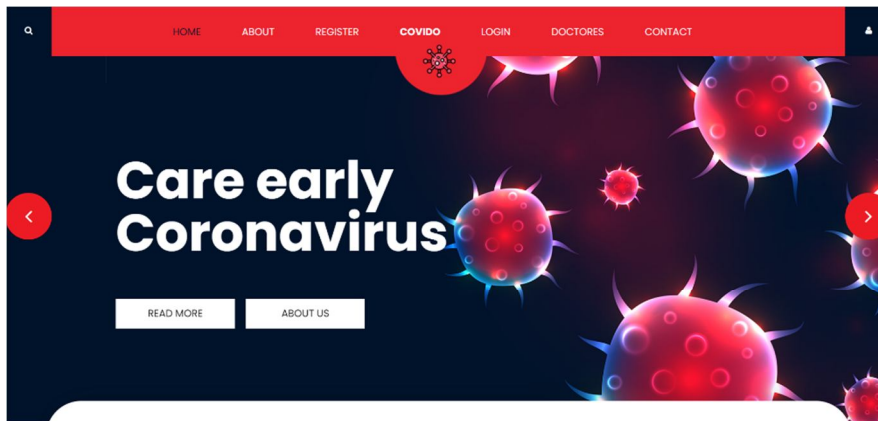 HOME ABOUT REGISTER COVIDO LOGIN DOCTORES CONTACT
Care early
Coronavirus
READ MORE ABOUT US